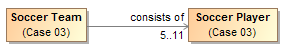 Soccer Team
(Case 03)
consists of
5..11
Soccer Player
(Case 03)